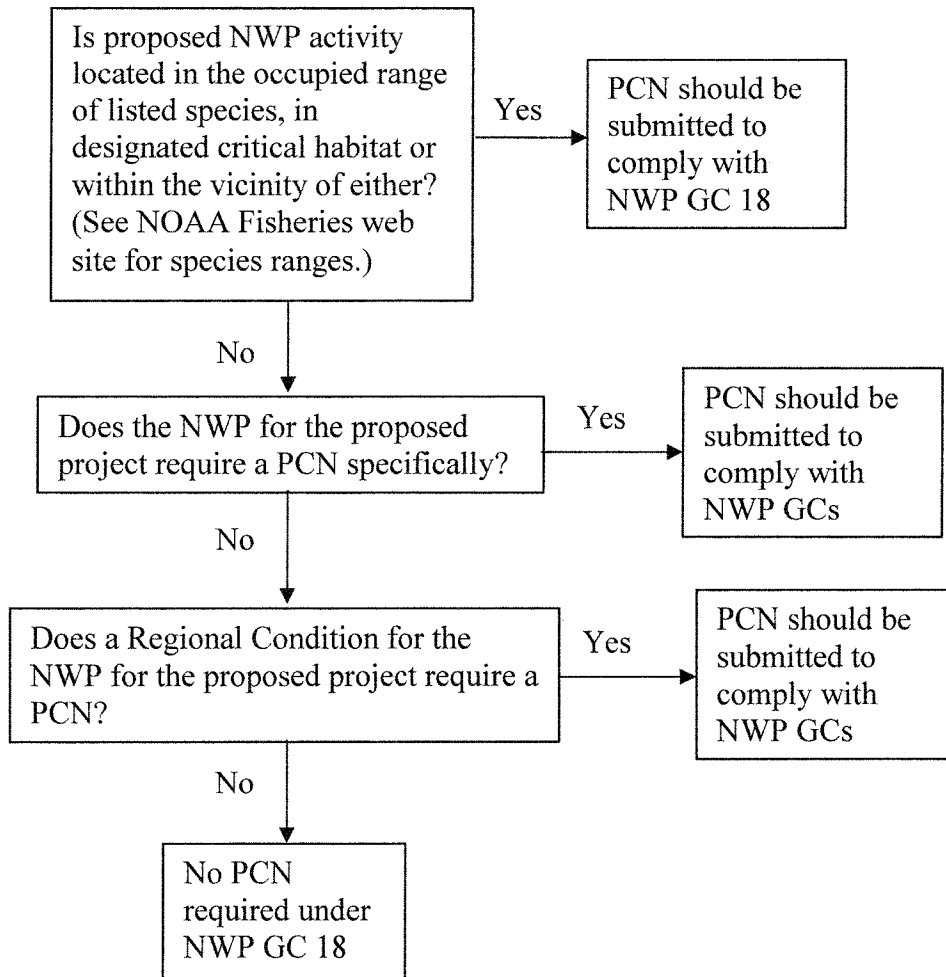 Is proposed NWP activity
located in the occupied range
of listed species, in
designated critical habitat or
within the vicinity of either?
(See NOAA Fisheries web
site for species ranges.)
Yes
PCN should be
submitted to
comply with
NWP GC 18
No
Does the NWP for the proposed
project require a PCN specifically?
Yes
PCN should be
submitted to
comply with
NWP GCs
No
Does a Regional Condition for the
NWP for the proposed project require a
PCN?
Yes
PCN should be
submitted to
comply with
NWP GCs
No
No PCN
required under
NWP GC 18